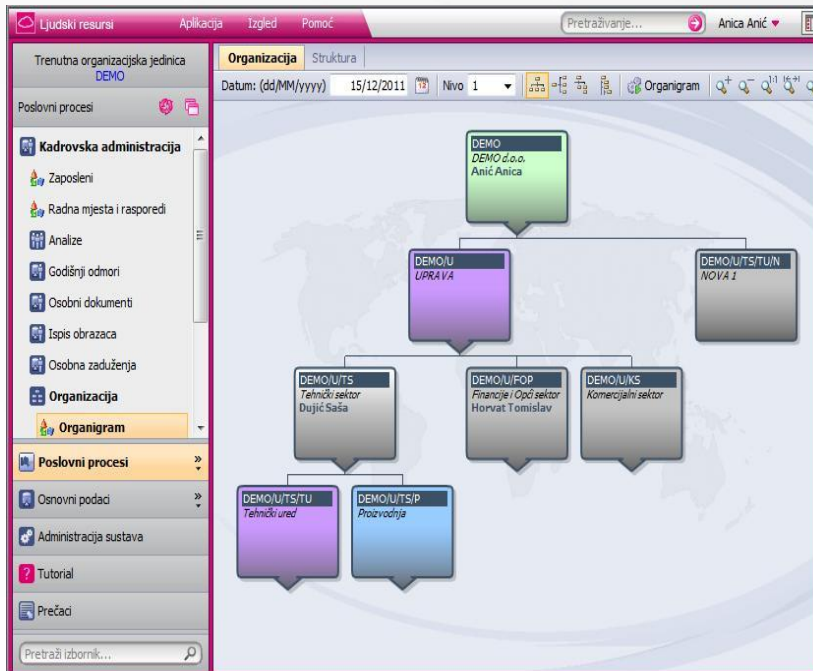 Ljudski resursi Aplikacija Izgled Pomoć Pretraživanje... Anica Anić
Trenutna organizacijska jedinica
DEMO
Poslovni procesi
Kadrovska administracija
Zaposleni
Radna mjesta i rasporedi
Analize
Godišnji odmori
Osobni dokumenti
Ispis obrazaca
Osobna zaduženja
Organizacija
Organigram
Poslovni procesi
Osnovni podaci
Administracija sustava
Tutorial
Prečaci
Pretraži izbornik...
Organizacija Struktura
Datum: (dd/MM/yyyy) 15/12/2011 Nivo 1 Organigram
DEMO
DEMO d.o.o.
Anić Anica
DEMO/U
UPRAVA
DEMO/U/TS/TU/N
NOVA 1
DEMO/U/TS
Tehnički sektor
Dujić Saša
DEMO/U/FOP
Financije i Opći sektor
Horvat Tomislav
DEMO/U/KS
Komercijalni sektor
DEMO/U/TS/TU
Tehnički ured
DEMO/U/TS/P
Proizvodnja